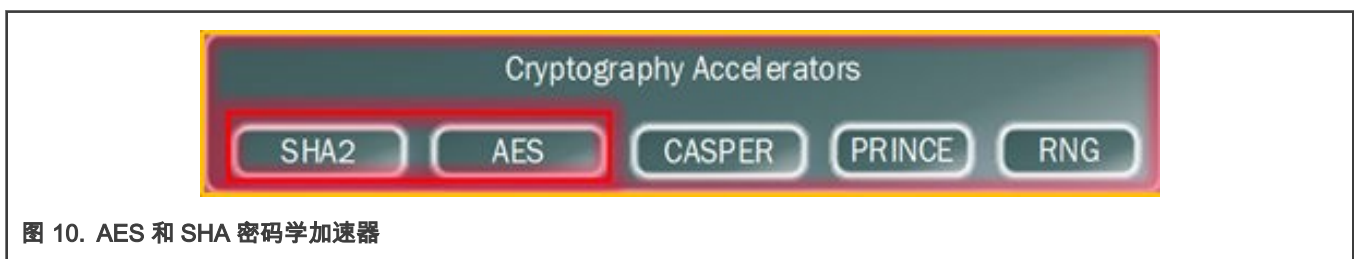 Cryptography Accelerators
SHA2 AES CASPER PRINCE RNG
图 10. AES 和 SHA 密码学加速器